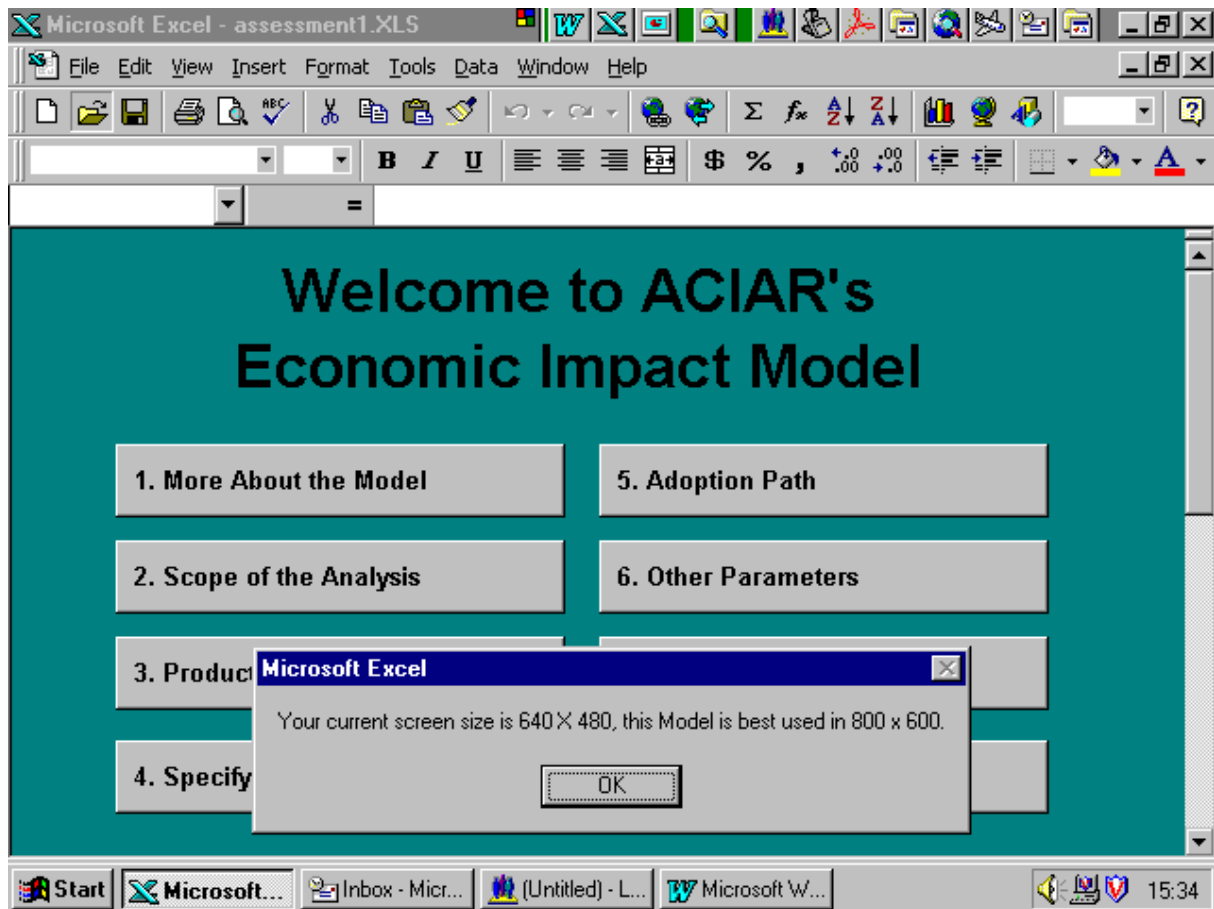 Microsoft Excel - assessment1.XLS
File Edit View Insert Format Tools Data Window Help
B I U $ % ,
=
Welcome to ACIAR's
Economic Impact Model
1. More About the Model
5. Adoption Path
2. Scope of the Analysis
6. Other Parameters
3. Product
Microsoft Excel
Your current screen size is 640 X 480, this Model is best used in 800 x 600.
4. Specify
OK
Start Microsoft... Inbox - Micr... (Untitled) - L... Microsoft W... 15:34